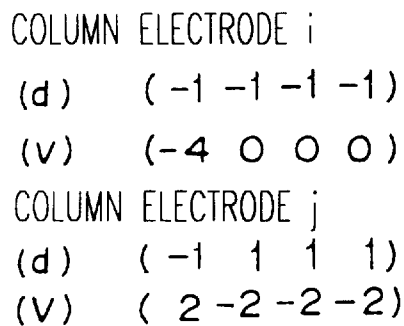 COLUMN ELECTRODE i
(d) (-1 -1 -1 -1)
(v) (-4 0 0 0)
COLUMN ELECTRODE j
(d) (-1 1 1 1)
(v) (2 -2 -2 -2)